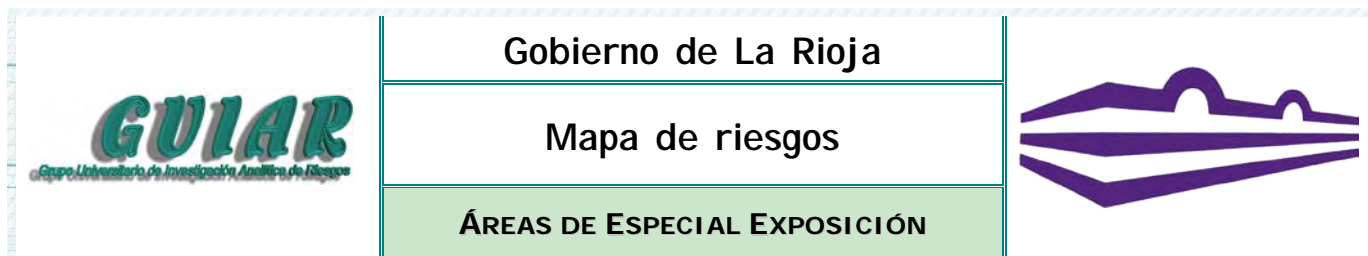 GUIAR
Grupo Universitario de Investigación Analítica de Riesgos
Gobierno de La Rioja
Mapa de riesgos
ÁREAS DE ESPECIAL EXPOSICIÓN